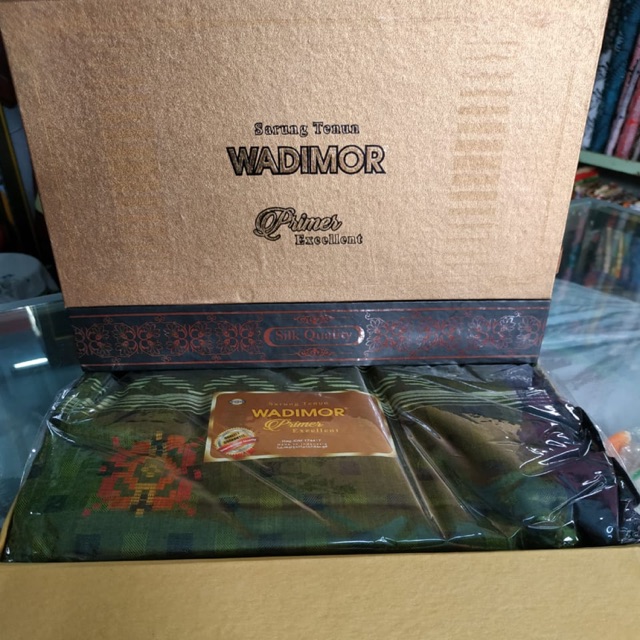 Sarung Tenun
WADIMOR
Primer
Excellent
Silk Quality
Sarung Tenun
WADIMOR
Primer
Excellent